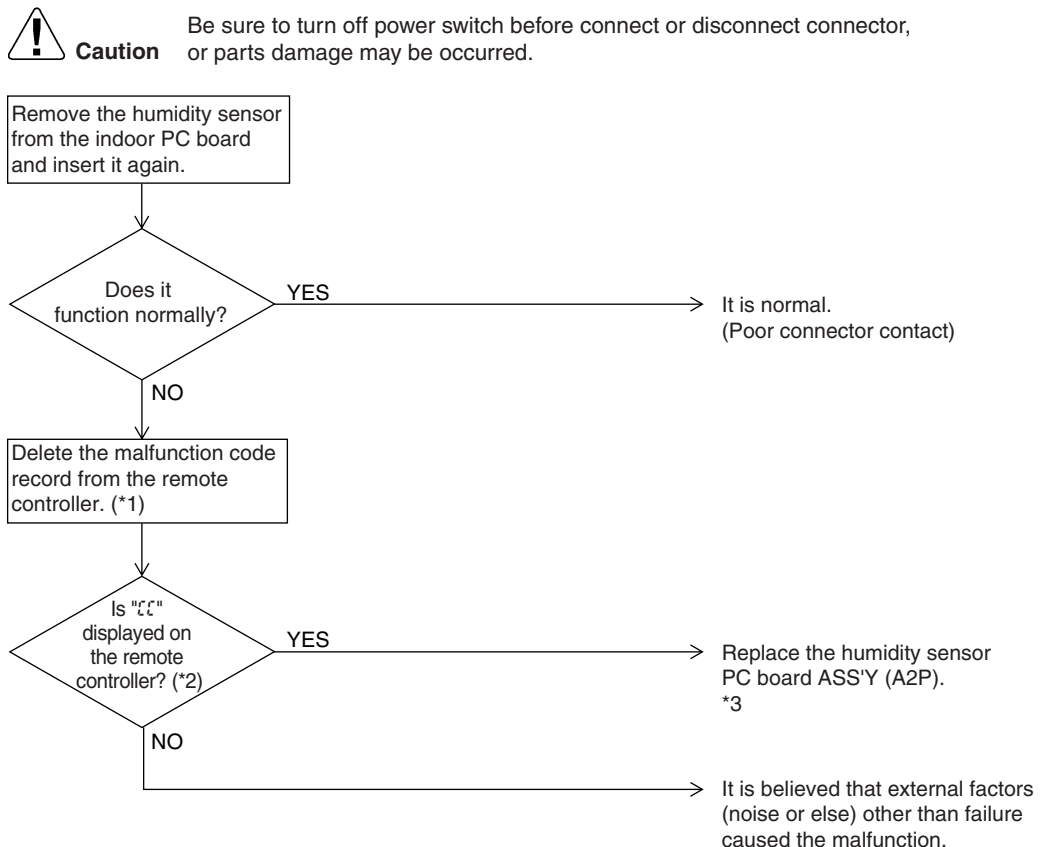 Be sure to turn off power switch before connect or disconnect connector,
Caution or parts damage may be occurred.
Remove the humidity sensor
from the indoor PC board
and insert it again.
Does it
function normally?
YES
It is normal.
(Poor connector contact)
NO
Delete the malfunction code
record from the remote
controller. (*1)
Is "CC"
displayed on
the remote
controller? (*2)
YES
Replace the humidity sensor
PC board ASS'Y (A2P).
*3
NO
It is believed that external factors
(noise or else) other than failure
caused the malfunction.